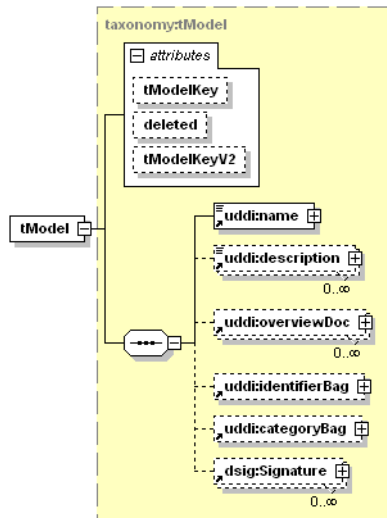 taxonomy:tModel
attributes
tModelKey
deleted
tModelKeyV2
tModel
uddi:name
uddi:description
0..∞
uddi:overviewDoc
0..∞
uddi:identifierBag
uddi:categoryBag
dsig:Signature
0..∞